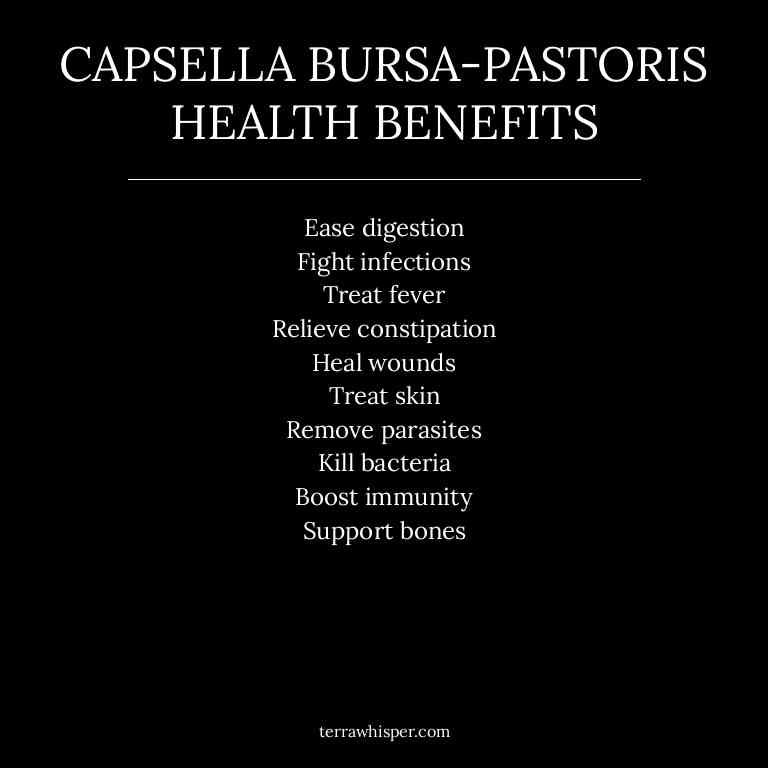 CAPSELLA BURSA-PASTORIS
HEALTH BENEFITS
Ease digestion
Fight infections
Treat fever
Relieve constipation
Heal wounds
Treat skin
Remove parasites
Kill bacteria
Boost immunity
Support bones
terrawhisper.com